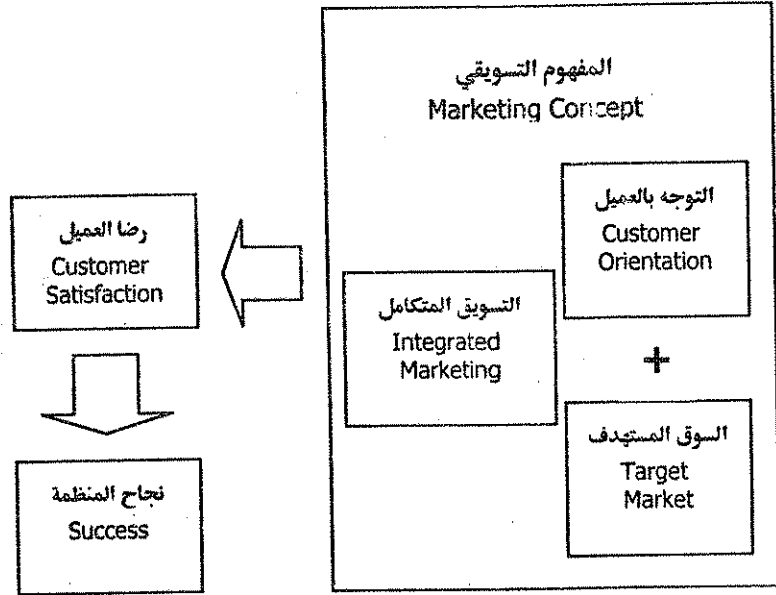 المفهوم التسويقي
Marketing Concept
التوجه بالعميل
Customer
Orientation
التسويق المتكامل
Integrated
Marketing
+
السوق المستهدف
Target
Market
رضا العميل
Customer
Satisfaction
نجاح المنظمة
Success